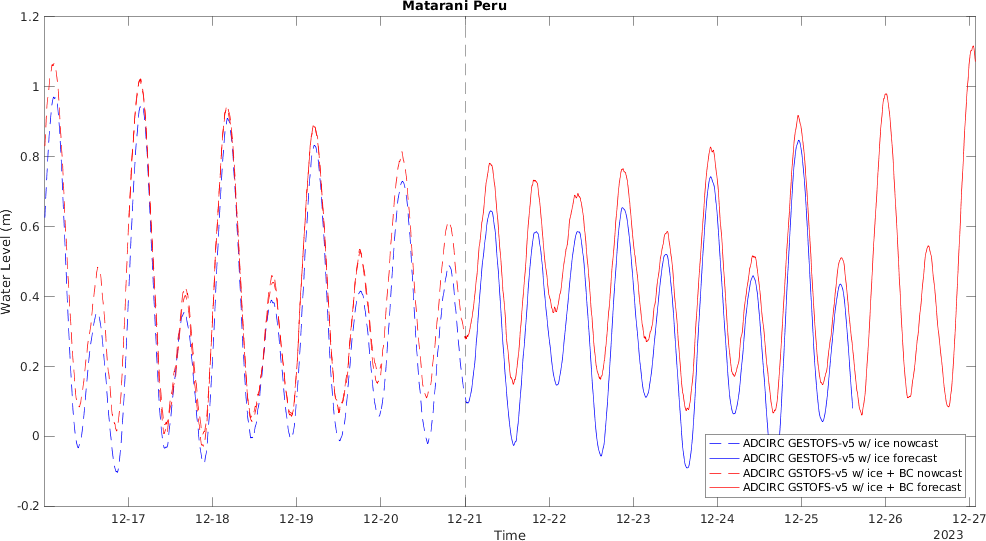 Matarani Peru
1.2
1
0.8
0.6
0.4
0.2
0
-0.2
Water Level (m)
ADCIRC GESTOFS-v5 w/ ice nowcast
ADCIRC GESTOFS-v5 w/ ice forecast
ADCIRC GSTOFS-v5 w/ ice + BC nowcast
ADCIRC GSTOFS-v5 w/ ice + BC forecast
12-17 12-18 12-19 12-20 12-21 12-22 12-23 12-24 12-25 12-26 12-27
Time
2023